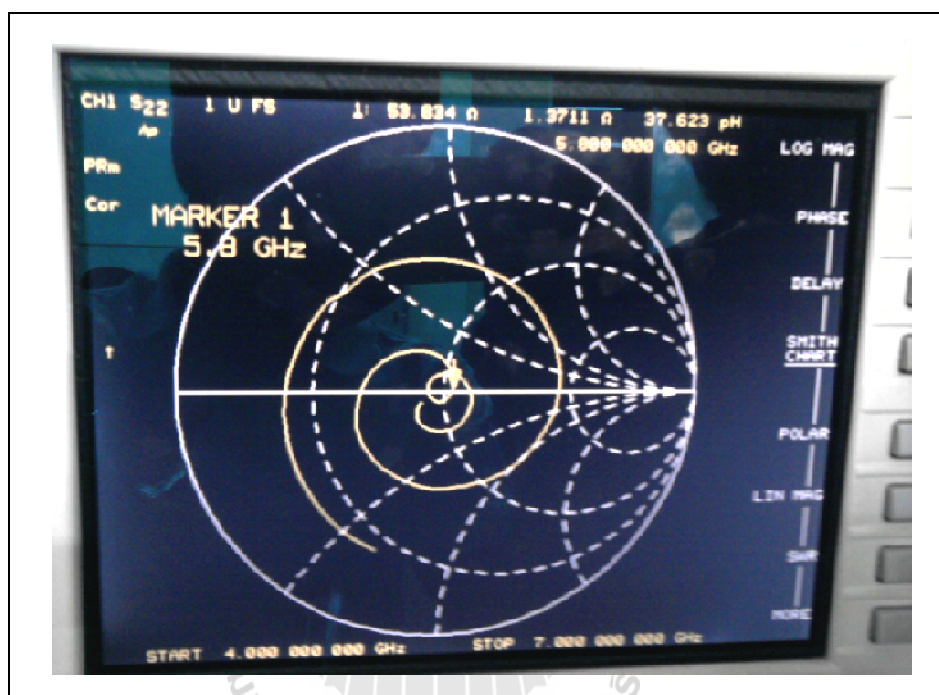 CH1 S22 1 U FS 1: 53.834 Ω 1.3711 Ω 37.623 pH
5.800 000 000 GHz
PRm
Cor
MARKER 1
5.8 GHz
LOG MAG
PHASE
DELAY
SMITH
CHART
POLAR
LIN MAG
SWR
MORE
START 4.000 000 000 GHz STOP 7.000 000 000 GHz